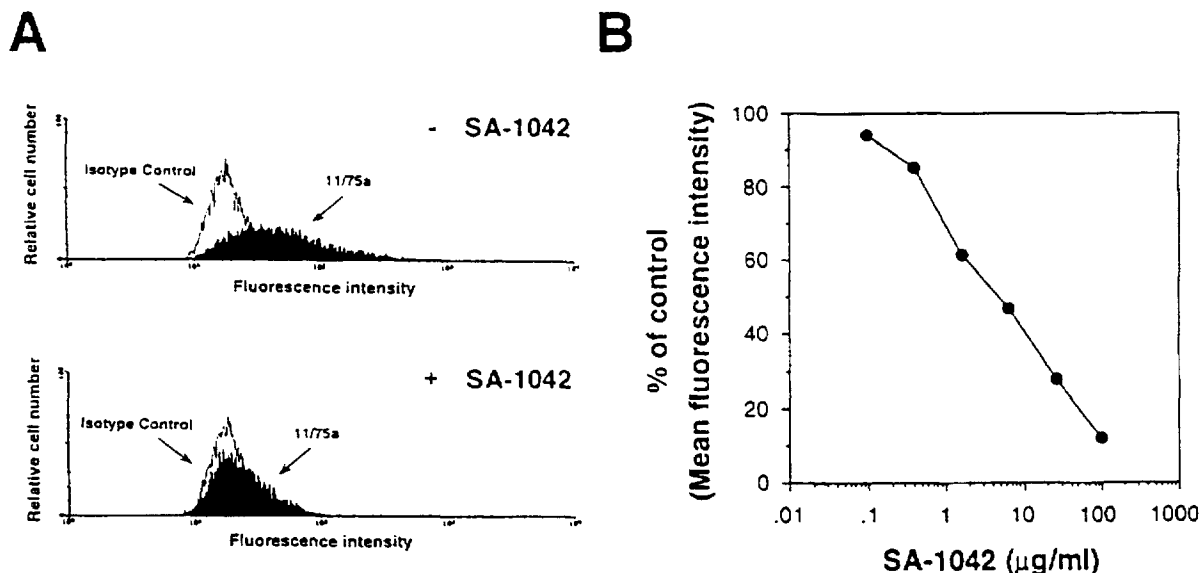 A
- SA-1042
Relative cell number
Isotype Control
11/75a
Fluorescence intensity
+ SA-1042
Relative cell number
Isotype Control
11/75a
Fluorescence intensity
B
% of control
(Mean fluorescence intensity)
100
80
60
40
20
0
.01 .1 1 10 100 1000
SA-1042 (µg/ml)